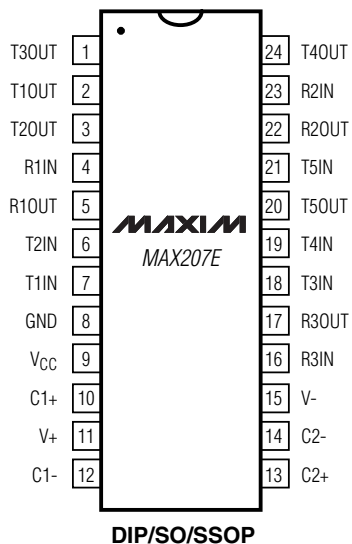 T3OUT 1
T1OUT 2
T2OUT 3
R1IN 4
R1OUT 5
T2IN 6
T1IN 7
GND 8
VCC 9
C1+ 10
V+ 11
C1- 12
MAXIM
MAX207E
24 T4OUT
23 R2IN
22 R2OUT
21 T5IN
20 T5OUT
19 T4IN
18 T3IN
17 R3OUT
16 R3IN
15 V-
14 C2-
13 C2+
DIP/SO/SSOP